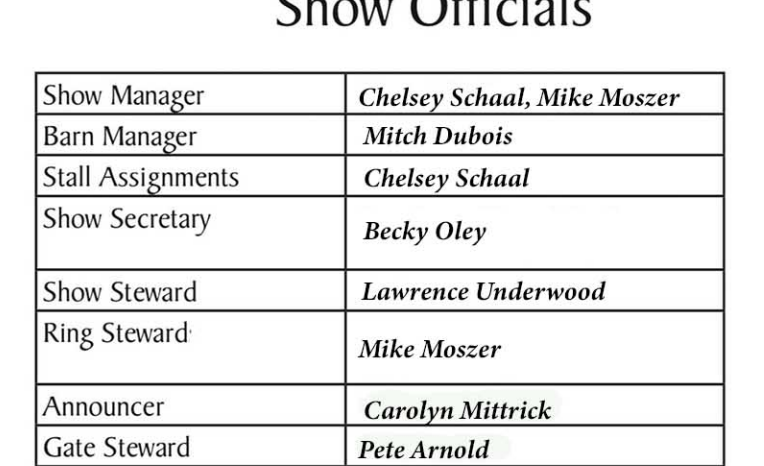 Show Officials
Show Manager Chelsey Schaal, Mike Moszer
Barn Manager Mitch Dubois
Stall Assignments Chelsey Schaal
Show Secretary Becky Oley
Show Steward Lawrence Underwood
Ring Steward Mike Moszer
Announcer Carolyn Mittrick
Gate Steward Pete Arnold